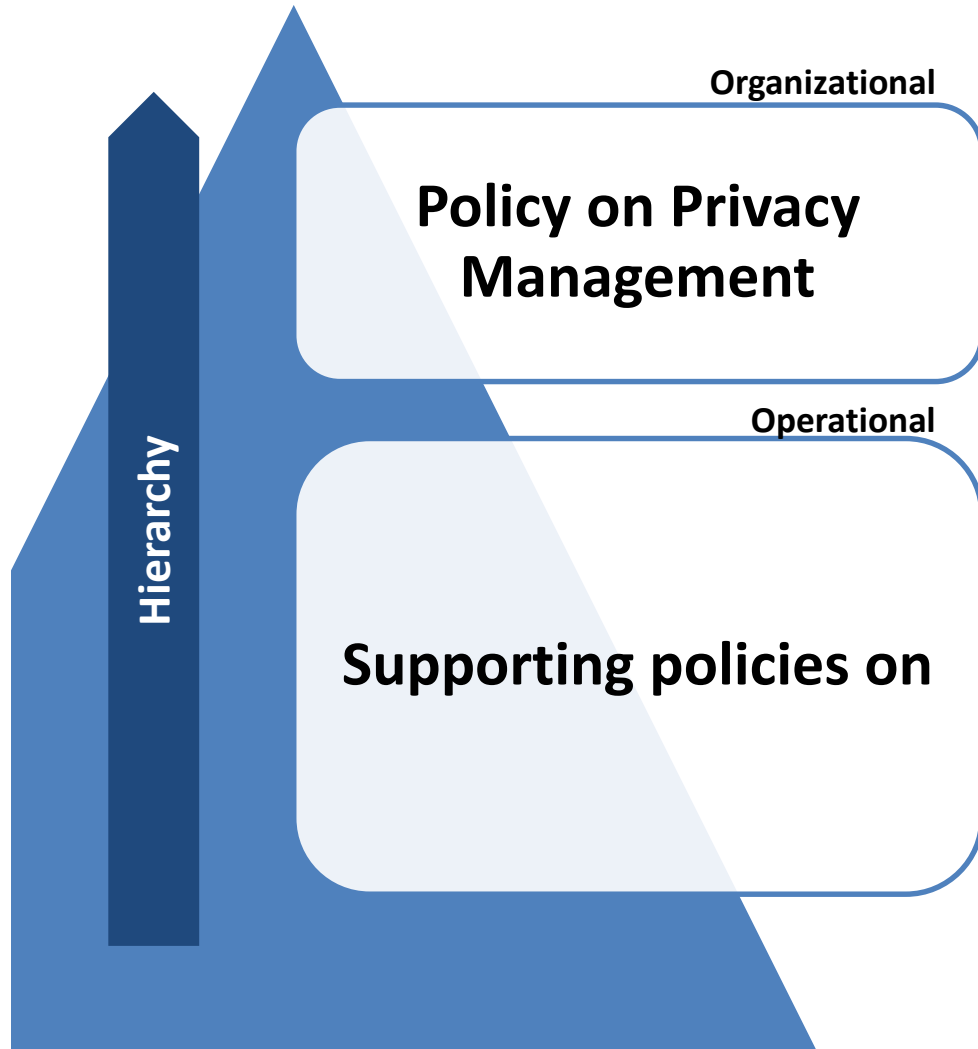 Organizational
Policy on Privacy
Management
Operational
Hierarchy
Supporting policies on